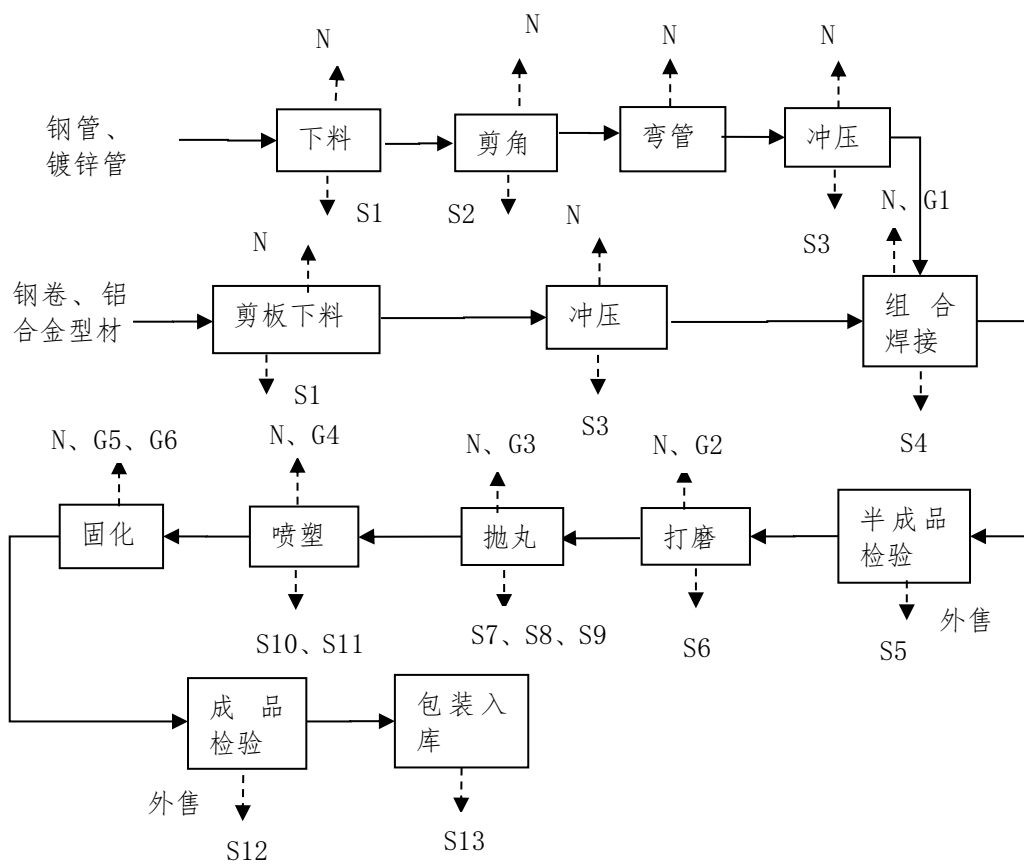 N
N
N
N
钢管、
镀锌管
下料
剪角
弯管
冲压
S1
S2
S3
N、G1
N
N
钢卷、铝
合金型材
剪板下料
冲压
组合
焊接
S1
S3
S4
N、G5、G6
N、G4
N、G3
N、G2
固化
喷塑
抛丸
打磨
半成品
检验
S10、S11
S7、S8、S9
S6
S5
外售
成品
检验
包装入
库
外售
S12
S13